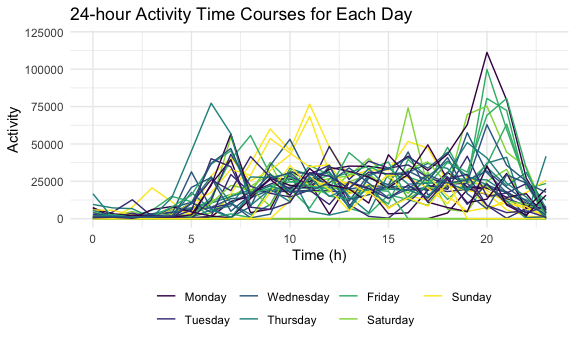 24-hour Activity Time Courses for Each Day
125000
100000
75000
50000
25000
0
Activity
0 5 10 15 20
Time (h)
Monday Wednesday Friday Sunday
Tuesday Thursday Saturday